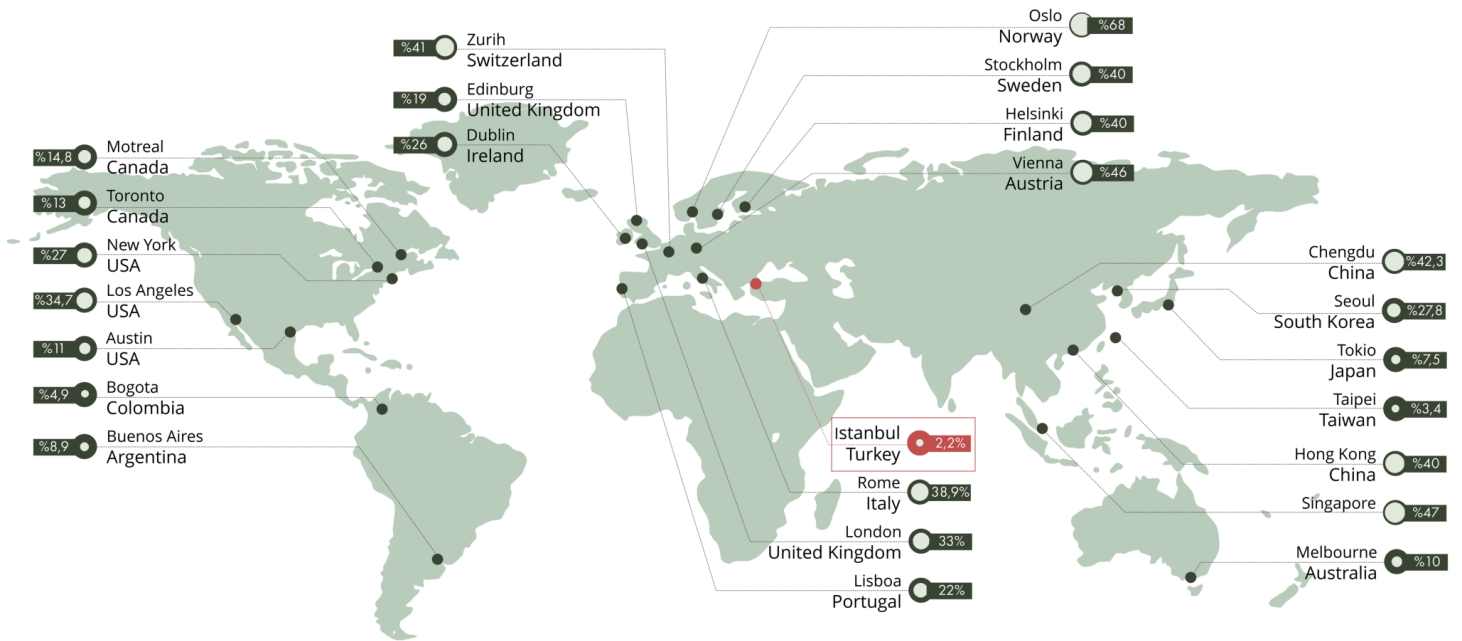 %41
Zurih
Switzerland
%19
Edinburg
United Kingdom
%26
Dublin
Ireland
Oslo
Norway
%68
Stockholm
Sweden
%40
Helsinki
Finland
%40
Vienna
Austria
%46
%14,8
Motreal
Canada
%13
Toronto
Canada
%27
New York
USA
%34,7
Los Angeles
USA
%11
Austin
USA
%4,9
Bogota
Colombia
%8,9
Buenos Aires
Argentina
Istanbul
Turkey
2,2%
Rome
Italy
38,9%
London
United Kingdom
33%
Lisboa
Portugal
22%
Chengdu
China
%42,3
Seoul
South Korea
%27,8
Tokio
Japan
%7,5
Taipei
Taiwan
%3,4
Hong Kong
China
%40
Singapore
%47
Melbourne
Australia
%10